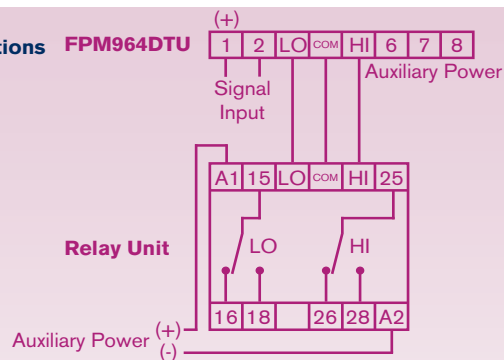 (+)
tions FPM964DTU 1 2 LO COM HI 6 7 8
Auxiliary Power
Signal
Input
A1 15 LO COM HI 25
Relay Unit
LO HI
16 18 26 28 A2
Auxiliary Power (+)
(-)